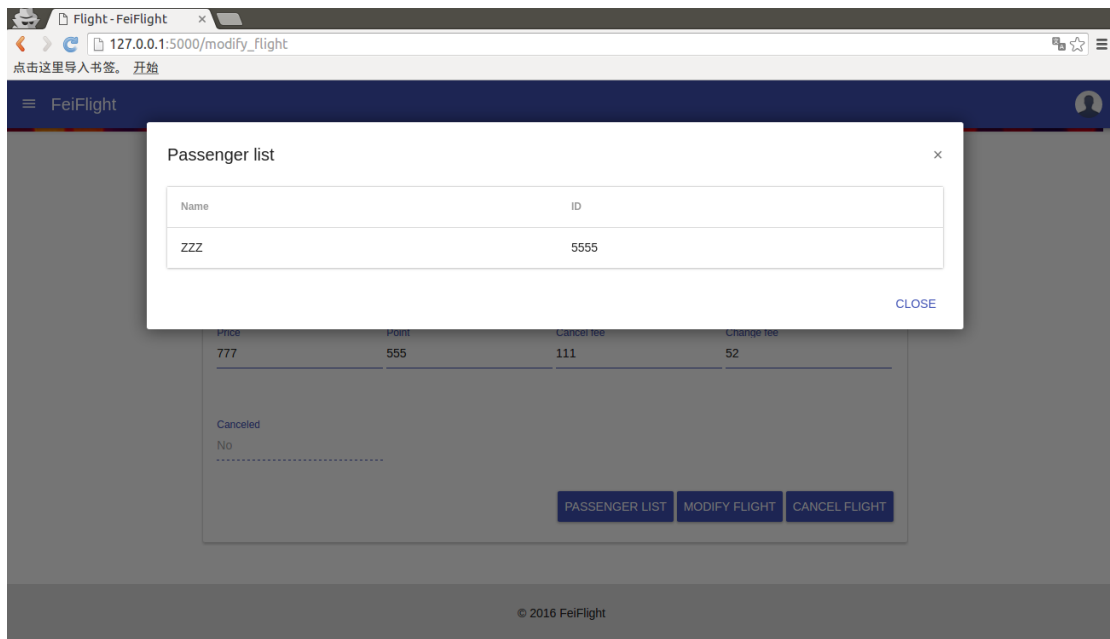 Flight - FeiFlight
127.0.0.1:5000/modify_flight
点击这里导入书签。 开始
FeiFlight
Passenger list
Name ID
ZZZ 5555
CLOSE
Price Point Cancel fee Change fee
777 555 111 52
Canceled
No
PASSENGER LIST MODIFY FLIGHT CANCEL FLIGHT
© 2016 FeiFlight